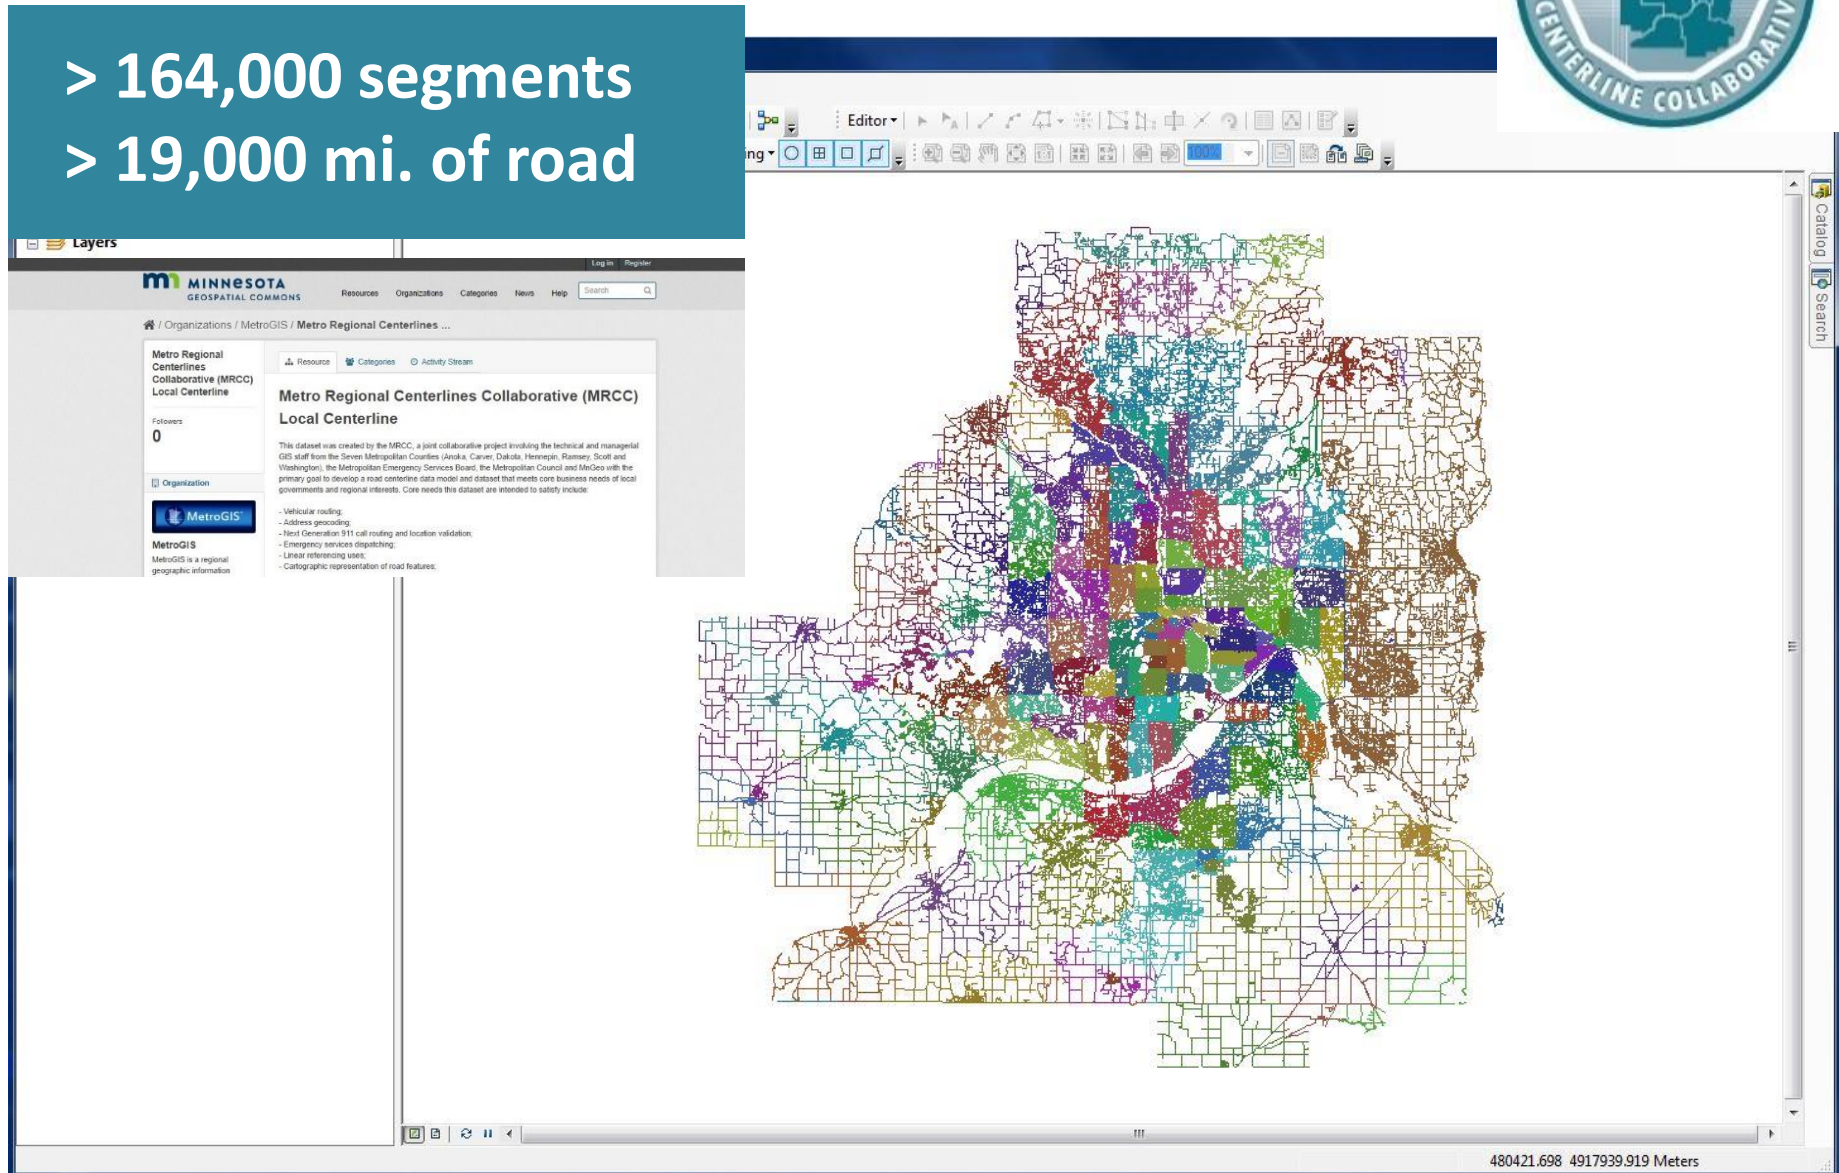 > 164,000 segments
> 19,000 mi. of road
CENTERLINE COLLABORATIV
Editor
ing
100%
Layers
Catalog
Search
Log in Register
MINNESOTA
GEOSPATIAL COMMONS
Resources Organizations Categories News Help Search
/ Organizations / MetroGIS / Metro Regional Centerlines ...
Metro Regional
Centerlines
Collaborative (MRCC)
Local Centerline
Followers
0
Organization
MetroGIS
MetroGIS
MetroGIS is a regional
geographic information
Resource Categories Activity Stream
Metro Regional Centerlines Collaborative (MRCC)
Local Centerline
This dataset was created by the MRCC, a joint collaborative project involving the technical and managerial
GIS staff from the Seven Metropolitan Counties (Anoka, Carver, Dakota, Hennepin, Ramsey, Scott and
Washington), the Metropolitan Emergency Services Board, the Metropolitan Council and MnGeo with the
primary goal to develop a road centerline data model and dataset that meets core business needs of local
governments and regional interests. Core needs this dataset are intended to satisfy include:
- Vehicular routing;
- Address geocoding;
- Next Generation 911 call routing and location validation;
- Emergency services dispatching;
- Linear referencing uses;
- Cartographic representation of road features;
480421.698 4917939.919 Meters